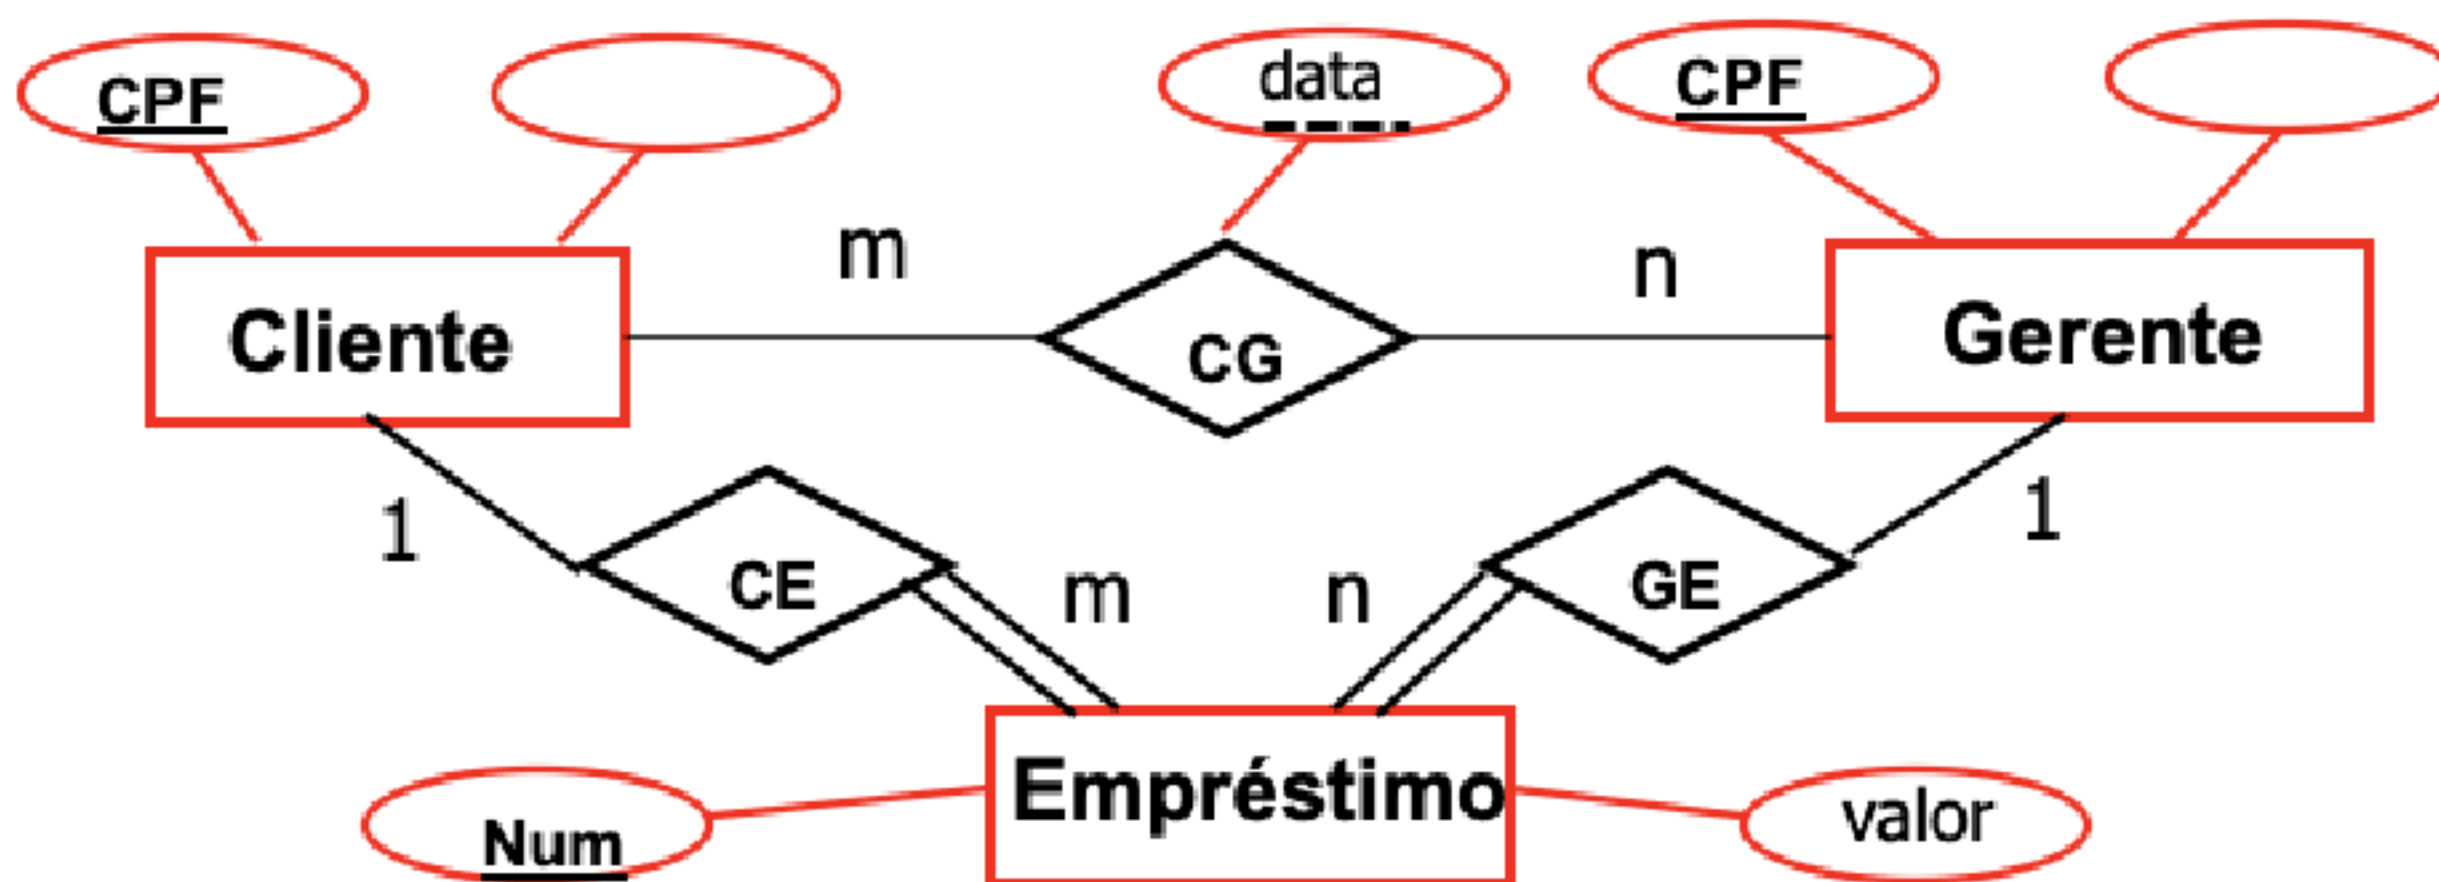 CPF
data
CPF
m
n
Cliente
CG
Gerente
1
1
CE
m
n
GE
Empréstimo
Num
valor